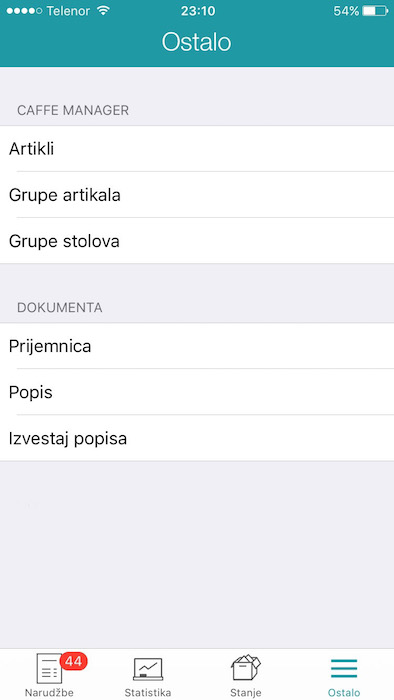 Telenor 23:10 54%
Ostalo
CAFFE MANAGER
Artikli
Grupe artikala
Grupe stolova
DOKUMENTA
Prijemnica
Popis
Izvestaj popisa
44
Narudžbe Statistika Stanje Ostalo